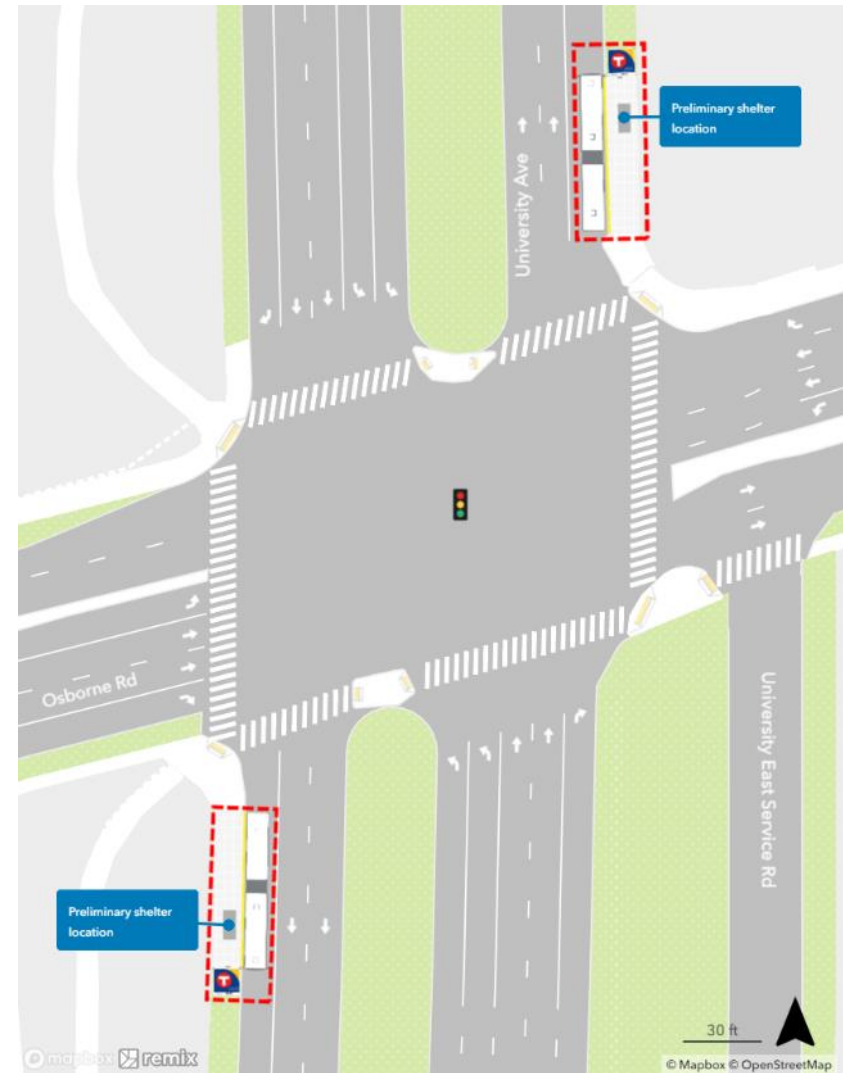 Preliminary shelter
location
University Ave
T
Osborne Rd
University East Service Rd
Preliminary shelter
location
T
30 ft
mapbox remix
© Mapbox © OpenStreetMap